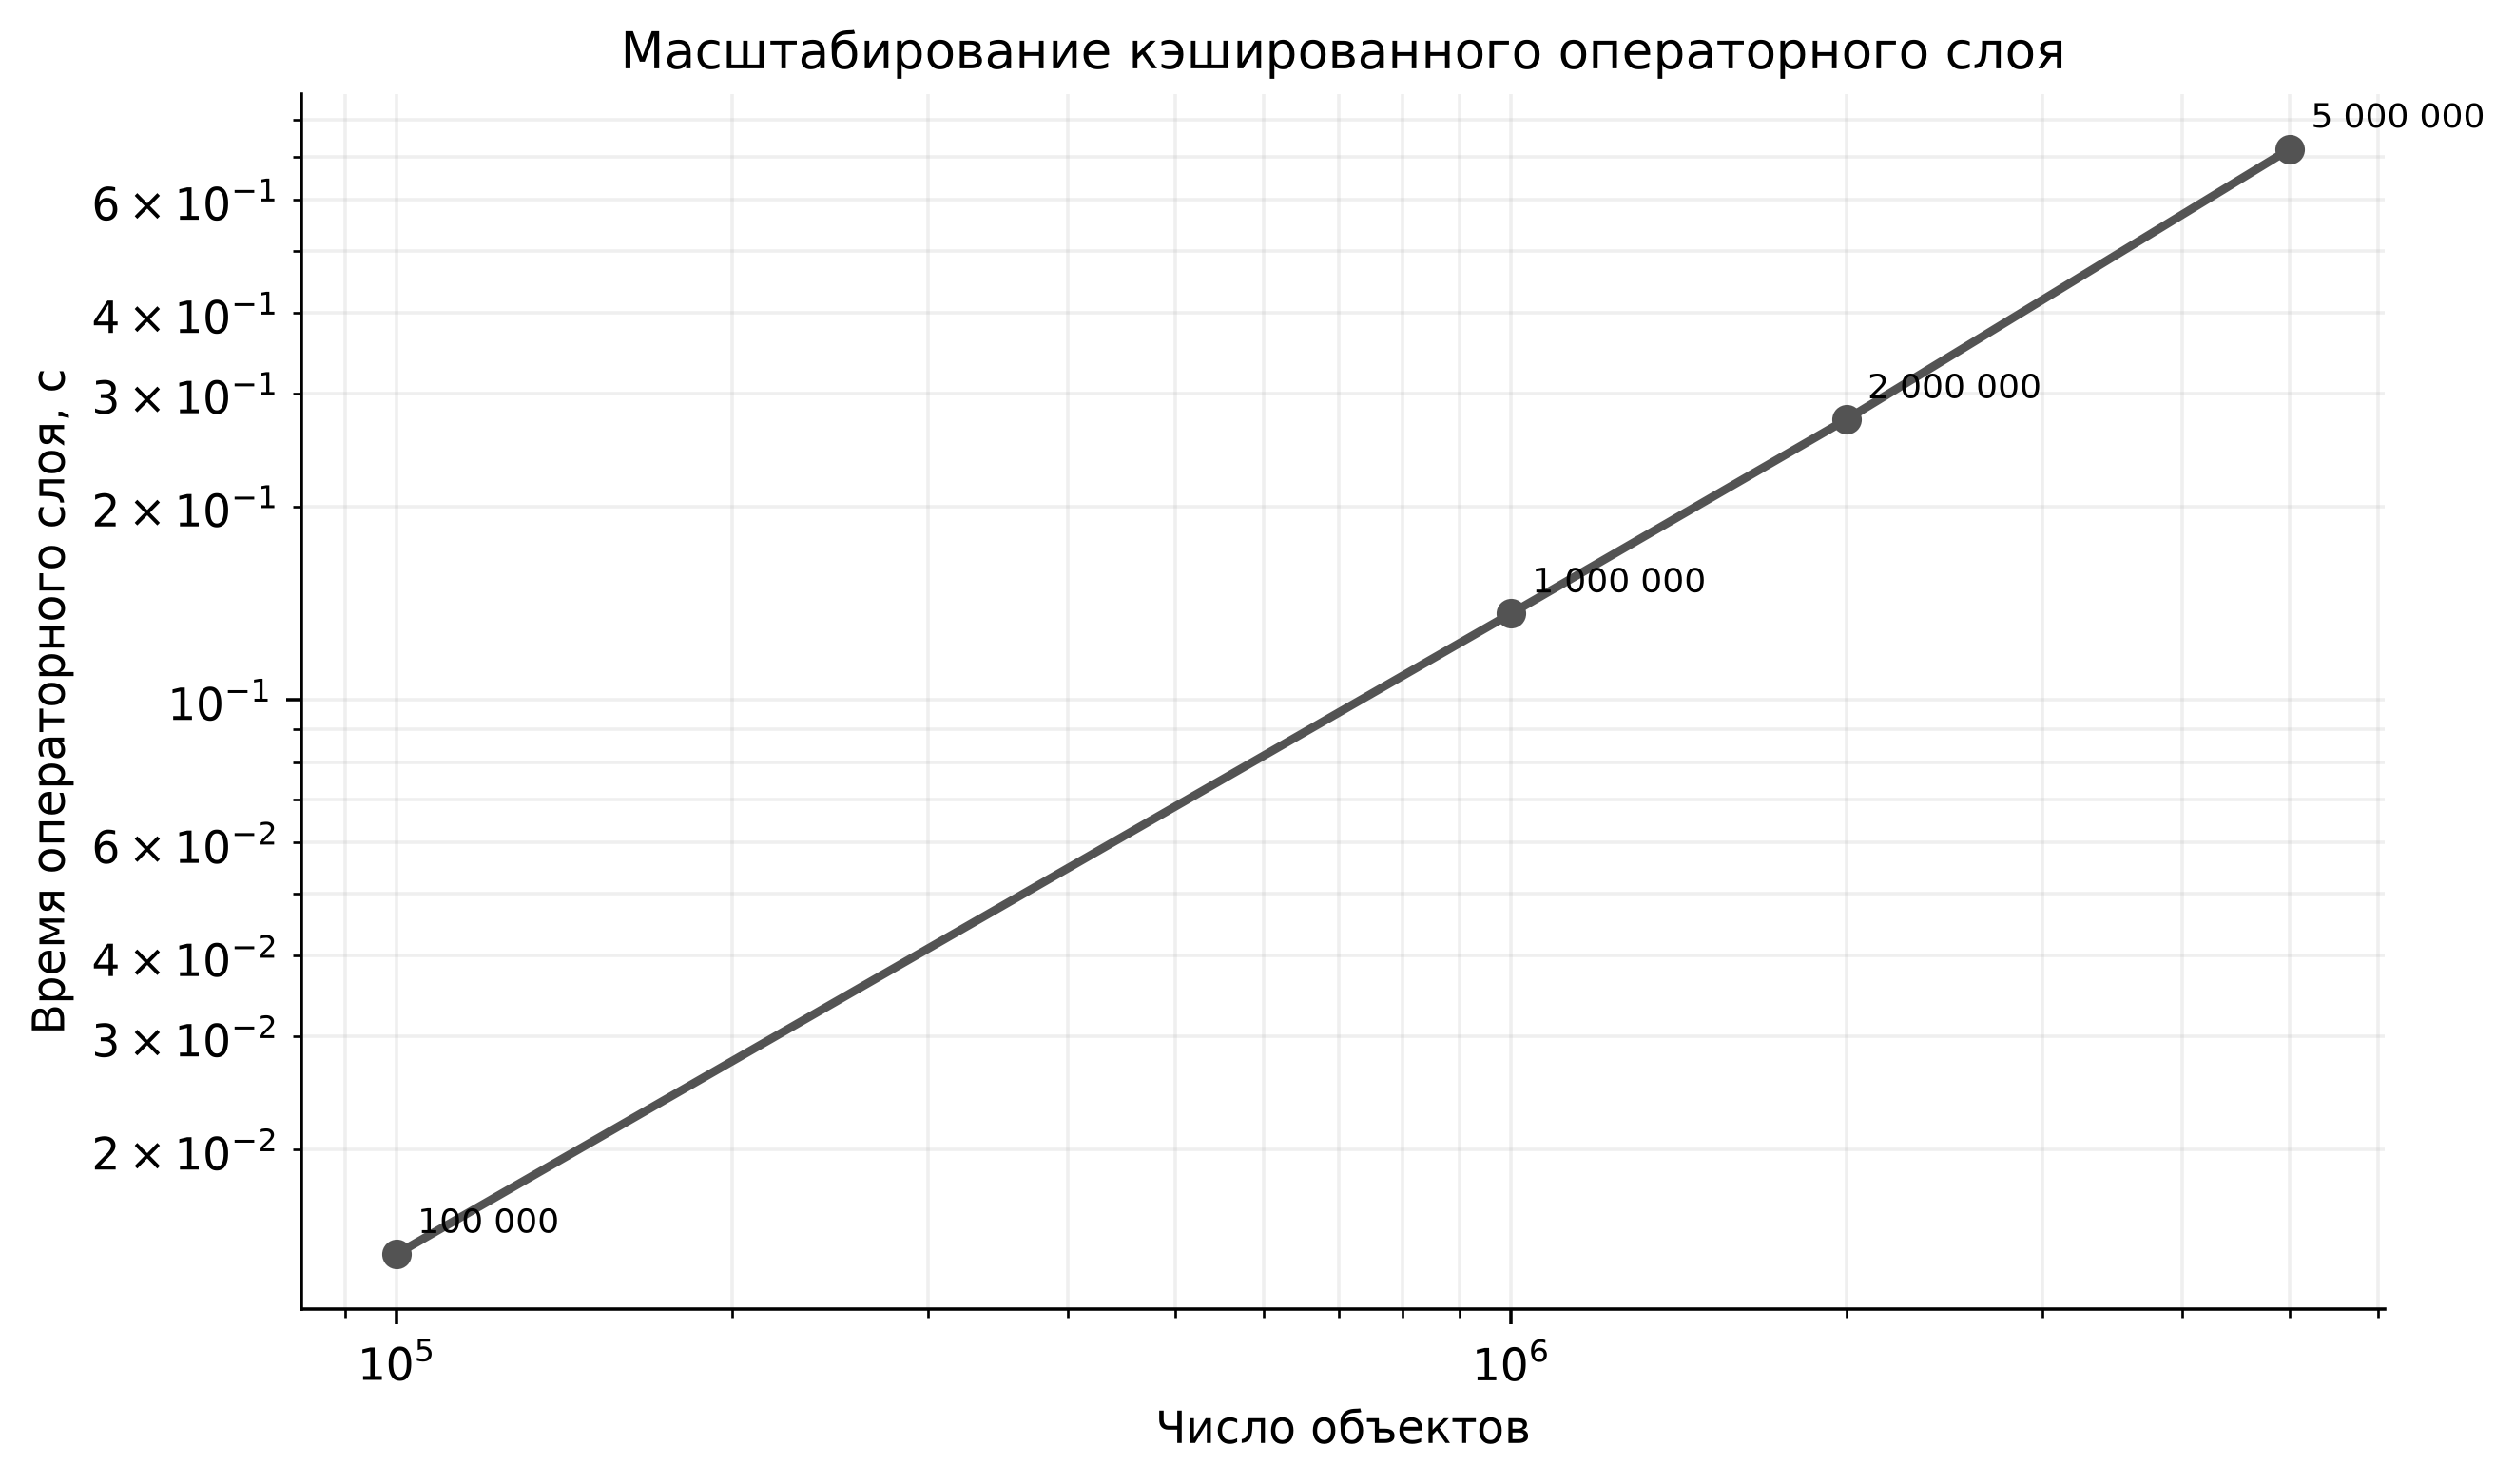 Масштабирование кэшированного операторного слоя
5 000 000
6 × 10⁻¹
4 × 10⁻¹
2 000 000
3 × 10⁻¹
2 × 10⁻¹
1 000 000
10⁻¹
6 × 10⁻²
4 × 10⁻²
3 × 10⁻²
2 × 10⁻²
100 000
Время операторного слоя, с
10⁵
10⁶
Число объектов